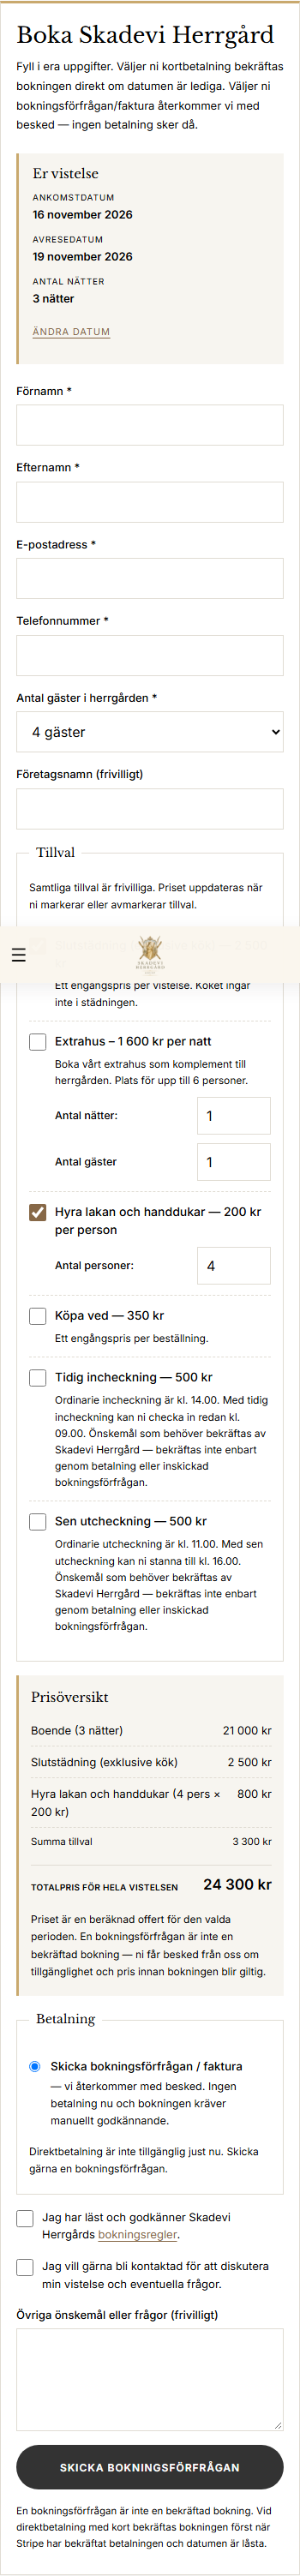 Boka Skadevi Herrgård
Fyll i era uppgifter. Väljer ni kortbetalning bekräftas
bokningen direkt om datumen är lediga. Väljer ni
bokningsförfrågan/faktura återkommer vi med
besked — ingen betalning sker då.
Er vistelse
ANKOMSTDATUM
16 november 2026
AVRESEDATUM
19 november 2026
ANTAL NÄTTER
3 nätter
ÄNDRA DATUM
Förnamn *
Efternamn *
E-postadress *
Telefonnummer *
Antal gäster i herrgården *
4 gäster
Företagsnamn (frivilligt)
Tillval
Samtliga tillval är frivilliga. Priset uppdateras när
ni markerar eller avmarkerar tillval.
SKADEVI
HERRGÅRD
Ett engångspris per vistelse. Köket ingår
inte i städningen.
Extrahus – 1 600 kr per natt
Boka vårt extrahus som komplement till
herrgården. Plats för upp till 6 personer.
Antal nätter:
1
Antal gäster
1
Hyra lakan och handdukar — 200 kr
per person
Antal personer:
4
Köpa ved — 350 kr
Ett engångspris per beställning.
Tidig incheckning — 500 kr
Ordinarie incheckning är kl. 14.00. Med tidig
incheckning kan ni checka in redan kl.
09.00. Önskemål som behöver bekräftas av
Skadevi Herrgård — bekräftas inte enbart
genom betalning eller inskickad
bokningsförfrågan.
Sen utcheckning — 500 kr
Ordinarie utcheckning är kl. 11.00. Med sen
utcheckning kan ni stanna till kl. 16.00.
Önskemål som behöver bekräftas av
Skadevi Herrgård — bekräftas inte enbart
genom betalning eller inskickad
bokningsförfrågan.
Prisöversikt
Boende (3 nätter) 21 000 kr
Slutstädning (exklusive kök) 2 500 kr
Hyra lakan och handdukar (4 pers × 800 kr
200 kr)
Summa tillval 3 300 kr
TOTALPRIS FÖR HELA VISTELSEN 24 300 kr
Priset är en beräknad offert för den valda
perioden. En bokningsförfrågan är inte en
bekräftad bokning — ni får besked från oss om
tillgänglighet och pris innan bokningen blir giltig.
Betalning
Skicka bokningsförfrågan / faktura
— vi återkommer med besked. Ingen
betalning nu och bokningen kräver
manuellt godkännande.
Direktbetalning är inte tillgänglig just nu. Skicka
gärna en bokningsförfrågan.
Jag har läst och godkänner Skadevi
Herrgårds bokningsregler.
Jag vill gärna bli kontaktad för att diskutera
min vistelse och eventuella frågor.
Övriga önskemål eller frågor (frivilligt)
SKICKA BOKNINGSFÖRFRÅGAN
En bokningsförfrågan är inte en bekräftad bokning. Vid
direktbetalning med kort bekräftas bokningen först när
Stripe har bekräftat betalningen och datumen är låsta.